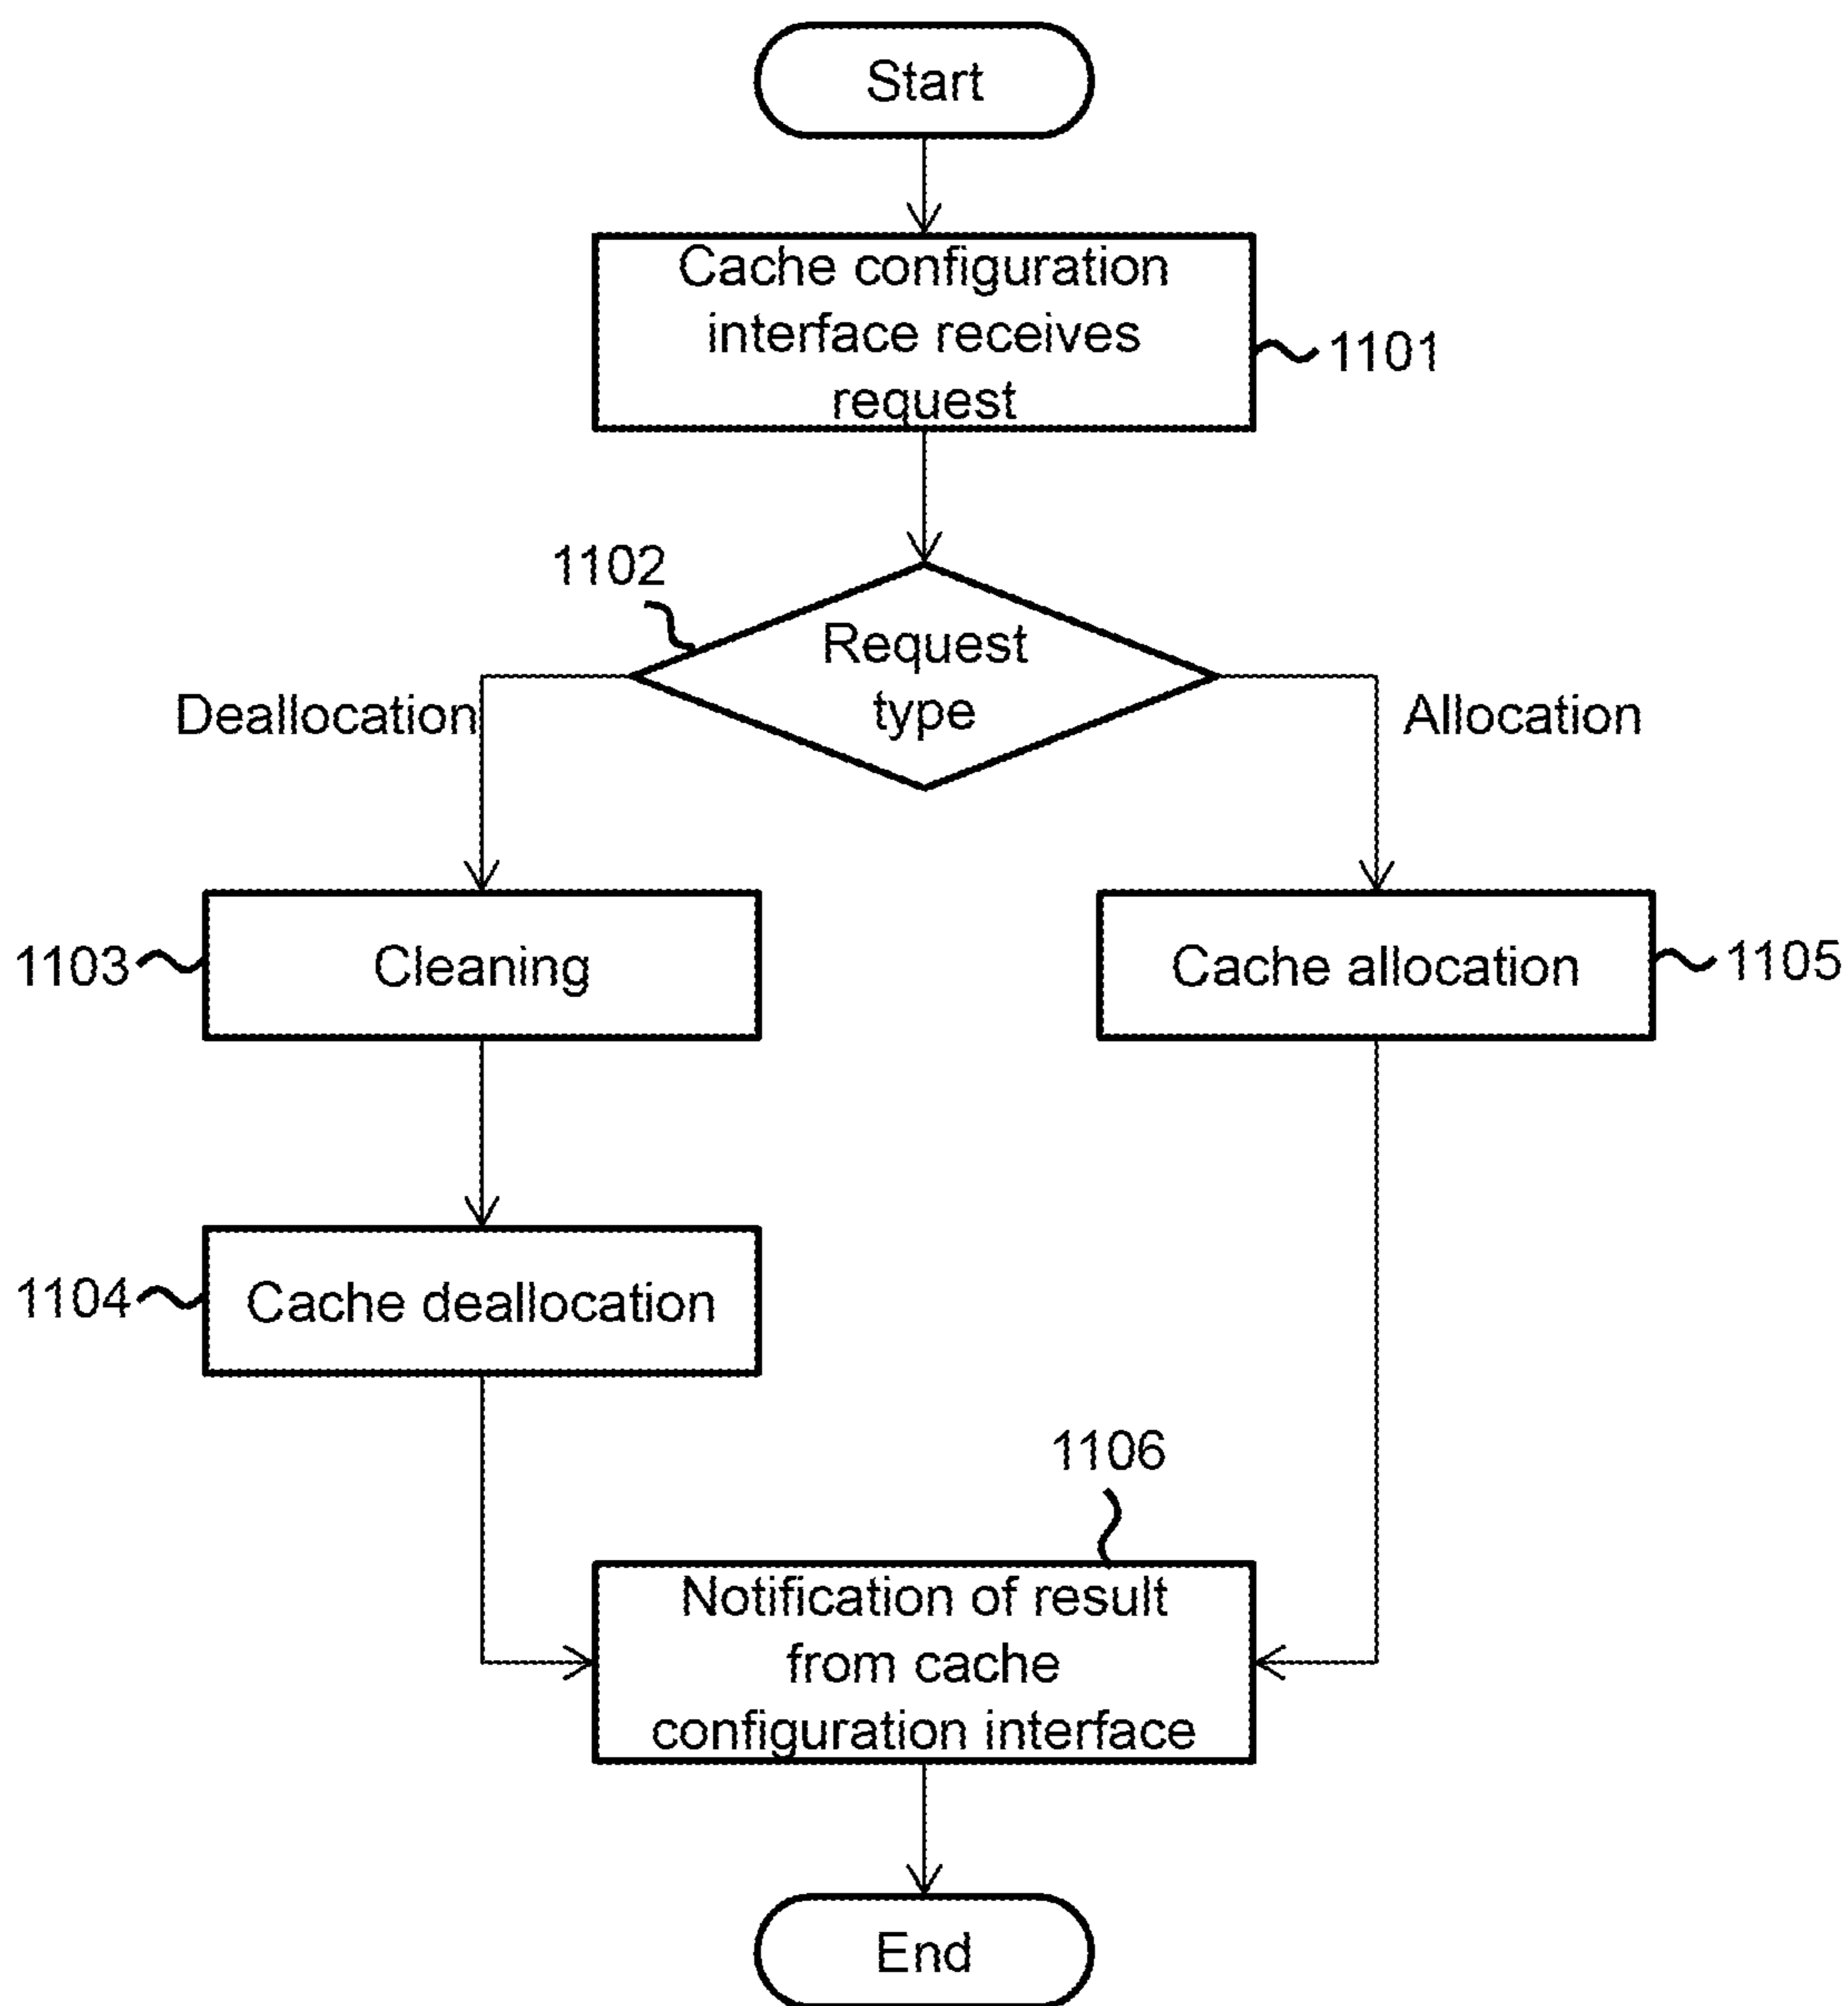 Start
Cache configuration
interface receives
request
1101
1102
Request
type
Deallocation
Allocation
1103
Cleaning
Cache allocation
1105
1104
Cache deallocation
1106
Notification of result
from cache
configuration interface
End